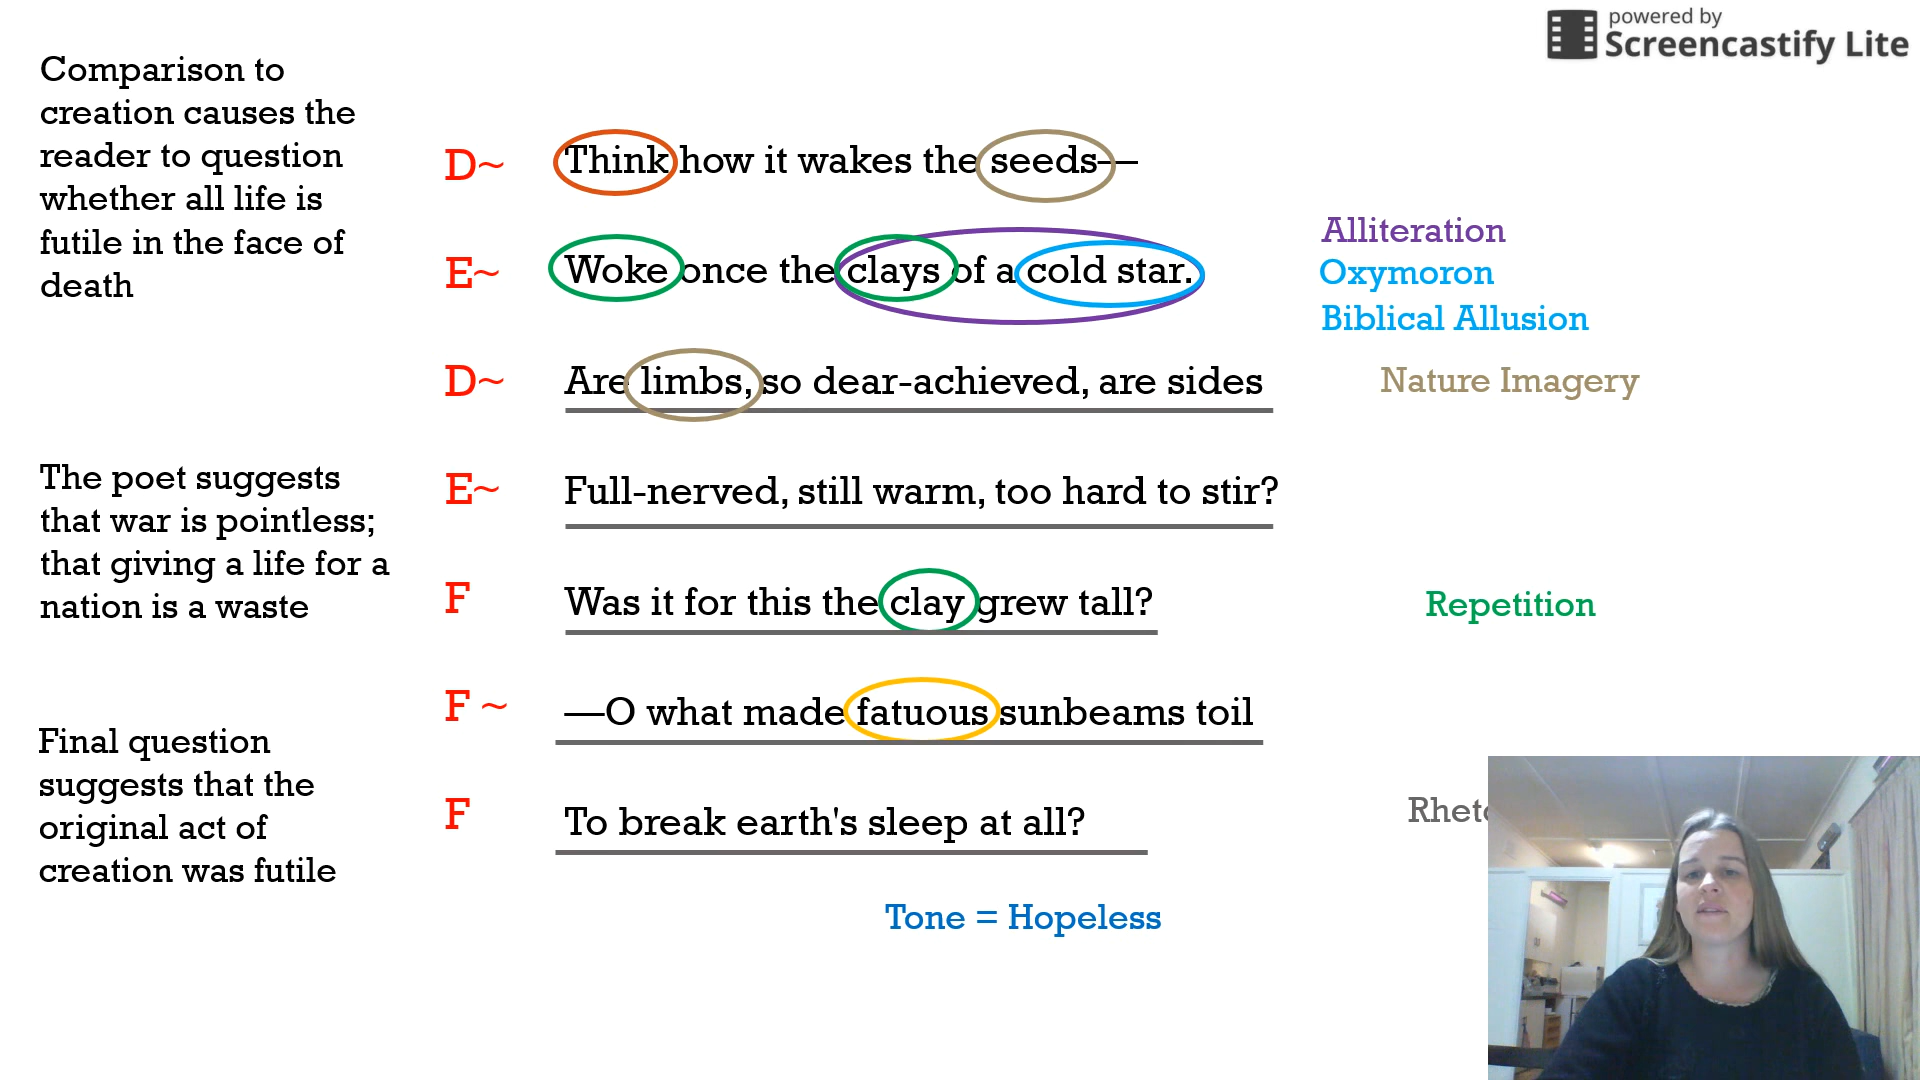 powered by
Screencastify Lite
Comparison to
creation causes the
reader to question
whether all life is
futile in the face of
death
The poet suggests
that war is pointless;
that giving a life for a
nation is a waste
Final question
suggests that the
original act of
creation was futile
D~ Think how it wakes the seeds—
E~ Woke once the clays of a cold star.
D~ Are limbs, so dear-achieved, are sides
E~ Full-nerved, still warm, too hard to stir?
F Was it for this the clay grew tall?
F ~ —O what made fatuous sunbeams toil
F To break earth's sleep at all?
Tone = Hopeless
Alliteration
Oxymoron
Biblical Allusion
Nature Imagery
Repetition